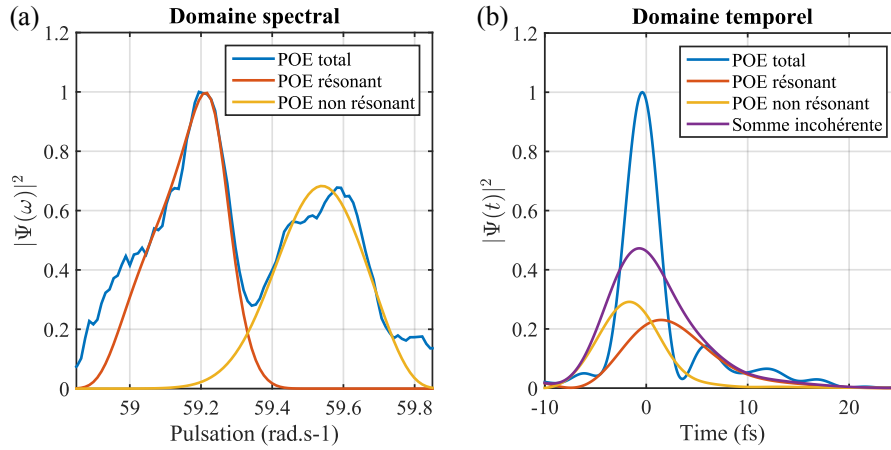 (a)
Domaine spectral
1.2
1
0.8
0.6
0.4
0.2
0
|Ψ(ω)|²
POE total
POE résonant
POE non résonant
59
59.2
59.4
59.6
59.8
Pulsation (rad.s-1)
(b)
Domaine temporel
1.2
1
0.8
0.6
0.4
0.2
0
|Ψ(t)|²
POE total
POE résonant
POE non résonant
Somme incohérente
-10
0
10
20
Time (fs)